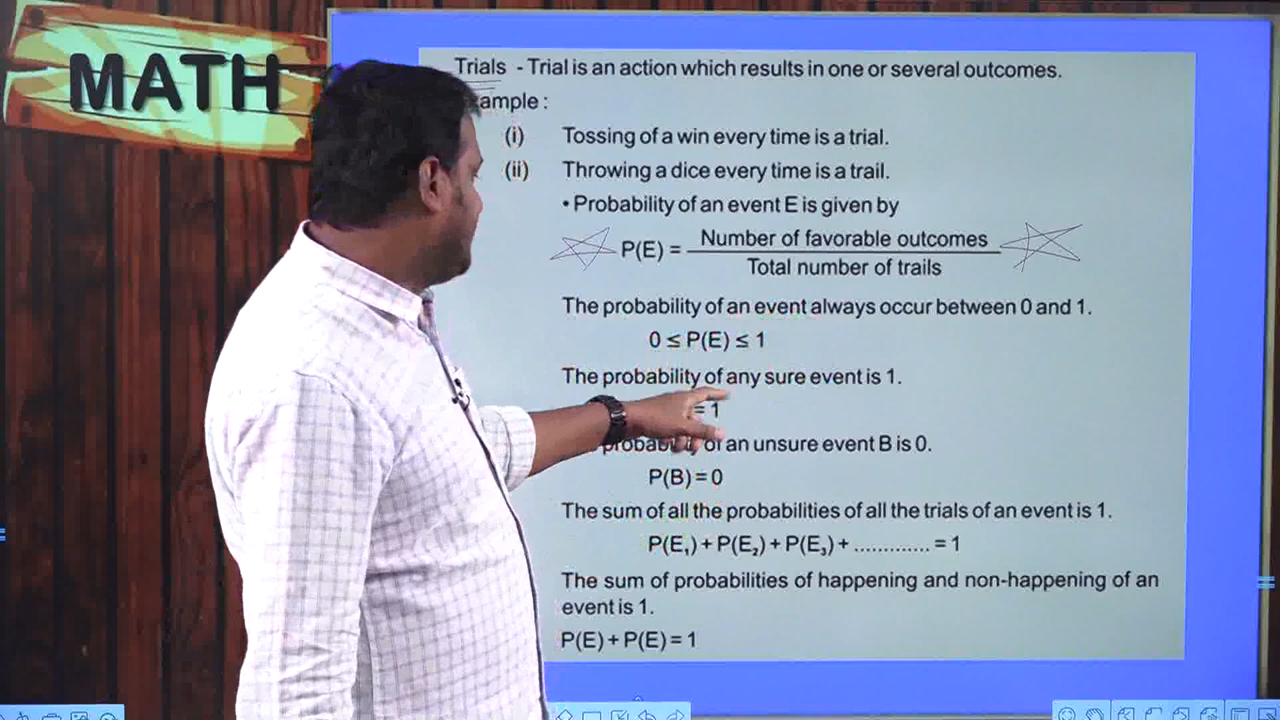 MATH
Trials - Trial is an action which results in one or several outcomes.
ample :
(i) Tossing of a win every time is a trial.
(ii) Throwing a dice every time is a trail.
• Probability of an event E is given by
P(E) = Number of favorable outcomes
Total number of trails
The probability of an event always occur between 0 and 1.
0 ≤ P(E) ≤ 1
The probability of any sure event is 1.
= 1
probability of an unsure event B is 0.
P(B) = 0
The sum of all the probabilities of all the trials of an event is 1.
P(E₁) + P(E₂) + P(E₃) + ............. = 1
The sum of probabilities of happening and non-happening of an
event is 1.
P(E) + P(E) = 1